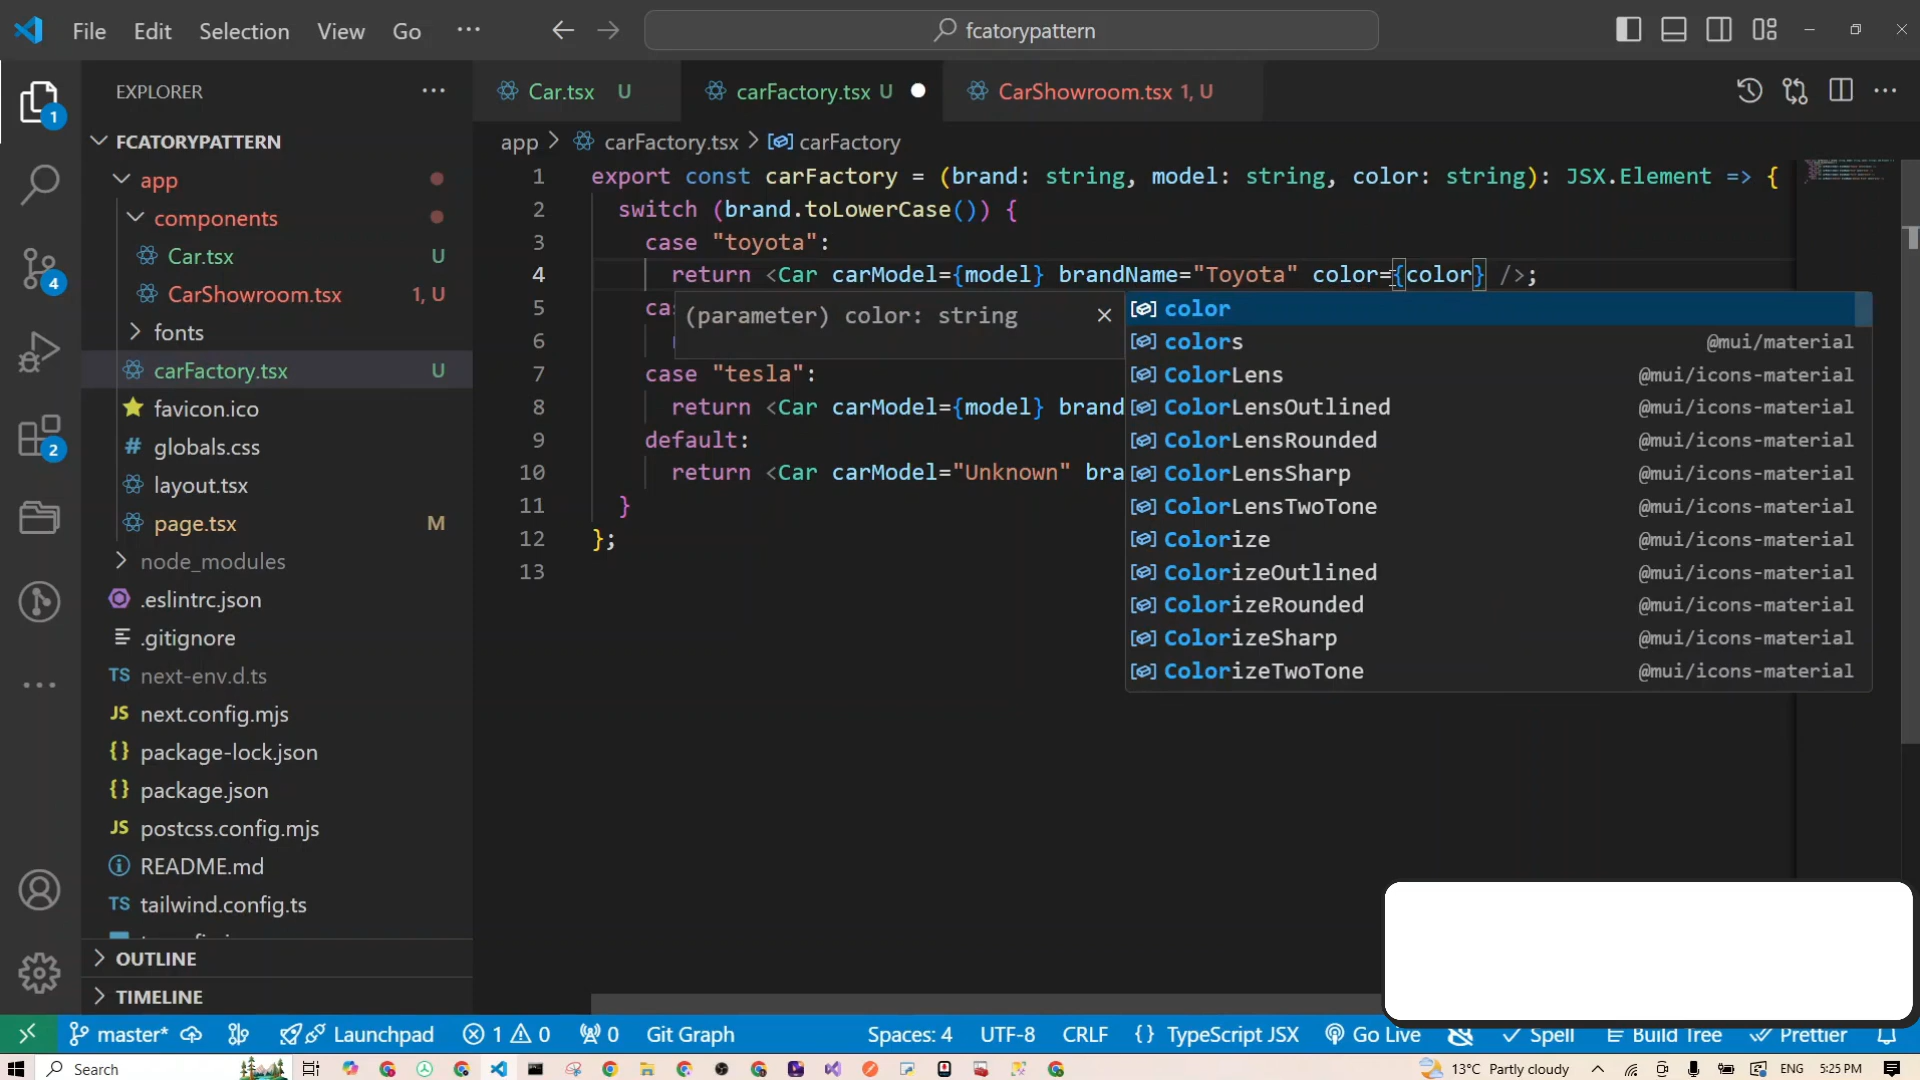 File Edit Selection View Go ··· fcatorypattern
EXPLORER ···
Car.tsx U carFactory.tsx U CarShowroom.tsx 1, U
FCATORYPATTERN
app
components
Car.tsx U
CarShowroom.tsx 1, U
fonts
carFactory.tsx U
favicon.ico
globals.css
layout.tsx
page.tsx M
node_modules
.eslintrc.json
.gitignore
next-env.d.ts
next.config.mjs
package-lock.json
package.json
postcss.config.mjs
README.md
tailwind.config.ts
OUTLINE
TIMELINE
1
4
2
app > carFactory.tsx > carFactory
1 export const carFactory = (brand: string, model: string, color: string): JSX.Element => {
2 switch (brand.toLowerCase()) {
3 case "toyota":
4 return <Car carModel={model} brandName="Toyota" color={color} />;
5 cas
6
7 case "tesla":
8 return <Car carModel={model} brand
9 default:
10 return <Car carModel="Unknown" bra
11 }
12 };
13
(parameter) color: string
color
colors @mui/material
ColorLens @mui/icons-material
ColorLensOutlined @mui/icons-material
ColorLensRounded @mui/icons-material
ColorLensSharp @mui/icons-material
ColorLensTwoTone @mui/icons-material
Colorize @mui/icons-material
ColorizeOutlined @mui/icons-material
ColorizeRounded @mui/icons-material
ColorizeSharp @mui/icons-material
ColorizeTwoTone @mui/icons-material
master* Launchpad 1 0 0 Git Graph Spaces: 4 UTF-8 CRLF {} TypeScript JSX Go Live Spell Build Tree Prettier
Search 13°C Partly cloudy ENG 5:25 PM